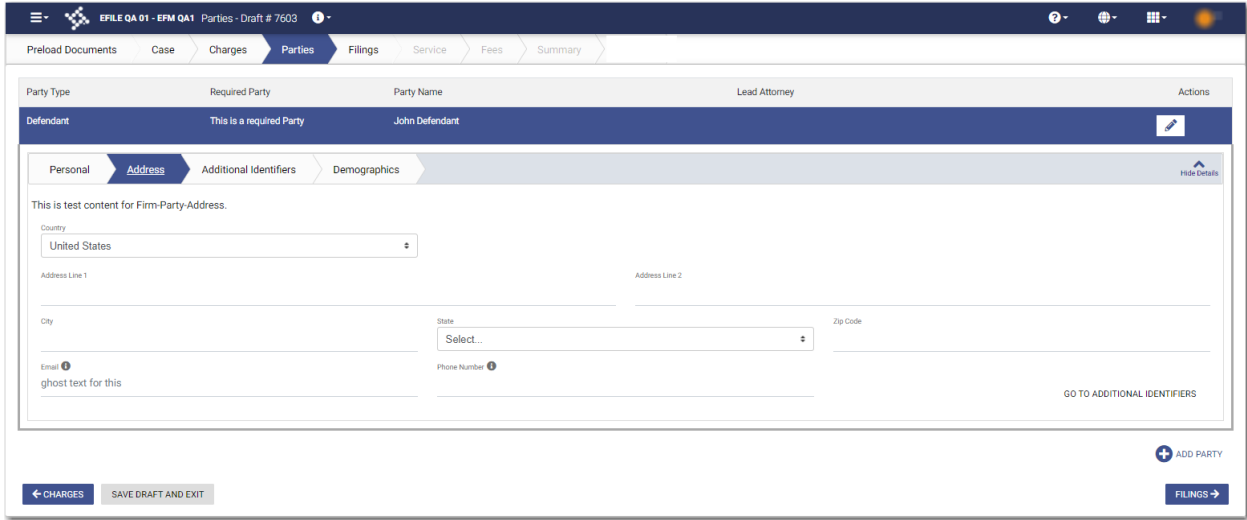 EFILE QA 01 - EFM QA1 Parties - Draft # 7603
Preload Documents Case Charges Parties Filings Service Fees Summary
Party Type Required Party Party Name Lead Attorney Actions
Defendant This is a required Party John Defendant
Personal Address Additional Identifiers Demographics Hide Details
This is test content for Firm-Party-Address.
Country
United States
Address Line 1 Address Line 2
City State Zip Code
Select...
Email Phone Number
ghost text for this
GO TO ADDITIONAL IDENTIFIERS
ADD PARTY
CHARGES SAVE DRAFT AND EXIT FILINGS